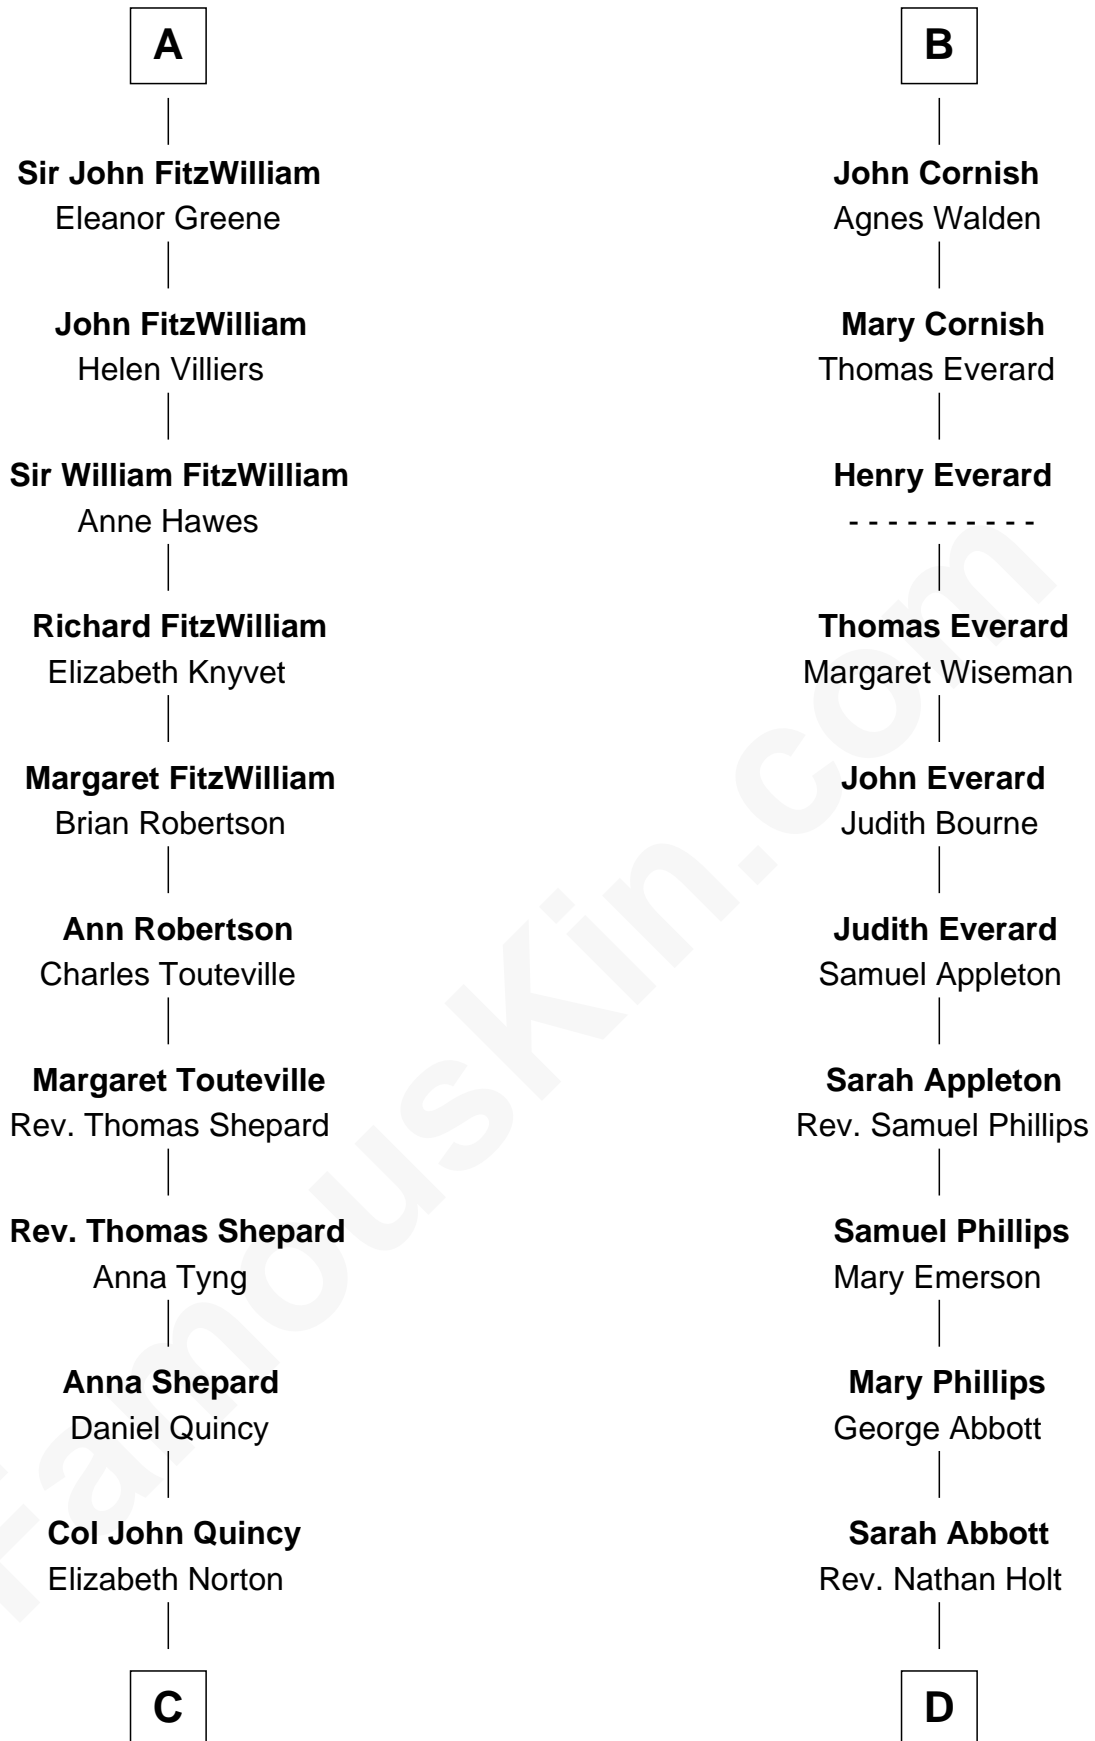 A
Sir John FitzWilliam
Eleanor Greene
John FitzWilliam
Helen Villiers
Sir William FitzWilliam
Anne Hawes
Richard FitzWilliam
Elizabeth Knyvet
Margaret FitzWilliam
Brian Robertson
Ann Robertson
Charles Touteville
Margaret Touteville
Rev. Thomas Shepard
Rev. Thomas Shepard
Anna Tyng
Anna Shepard
Daniel Quincy
Col John Quincy
Elizabeth Norton
C
B
John Cornish
Agnes Walden
Mary Cornish
Thomas Everard
Henry Everard
- - - - - - - - - -
Thomas Everard
Margaret Wiseman
John Everard
Judith Bourne
Judith Everard
Samuel Appleton
Sarah Appleton
Rev. Samuel Phillips
Samuel Phillips
Mary Emerson
Mary Phillips
George Abbott
Sarah Abbott
Rev. Nathan Holt
D
FamousKin.com